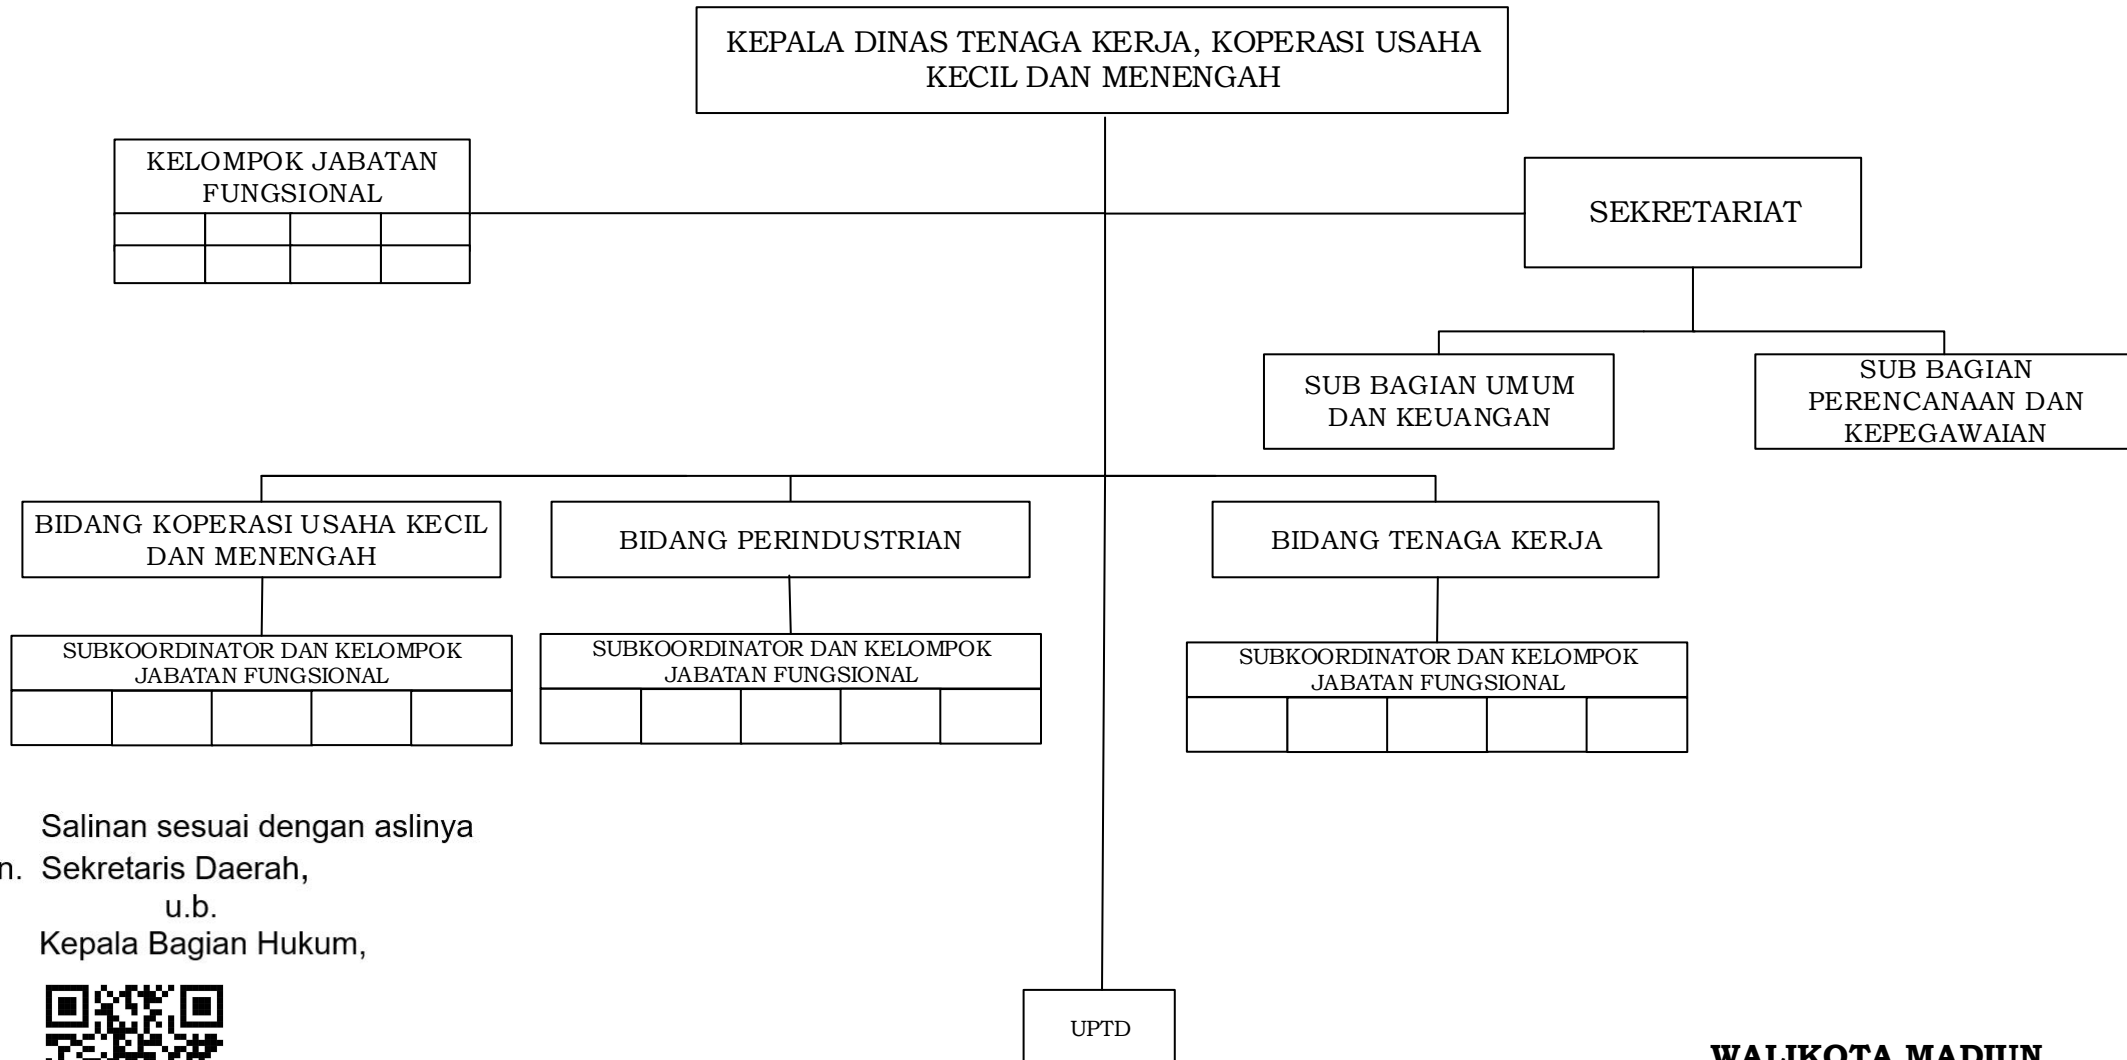 KEPALA DINAS TENAGA KERJA, KOPERASI USAHA
KECIL DAN MENENGAH
KELOMPOK JABATAN
FUNGSIONAL
SEKRETARIAT
SUB BAGIAN UMUM
DAN KEUANGAN
SUB BAGIAN
PERENCANAAN DAN
KEPEGAWAIAN
BIDANG KOPERASI USAHA KECIL
DAN MENENGAH
BIDANG PERINDUSTRIAN
BIDANG TENAGA KERJA
SUBKOORDINATOR DAN KELOMPOK
JABATAN FUNGSIONAL
SUBKOORDINATOR DAN KELOMPOK
JABATAN FUNGSIONAL
SUBKOORDINATOR DAN KELOMPOK
JABATAN FUNGSIONAL
Salinan sesuai dengan aslinya
n. Sekretaris Daerah,
u.b.
Kepala Bagian Hukum,
UPTD
WALIKOTA MADIUN